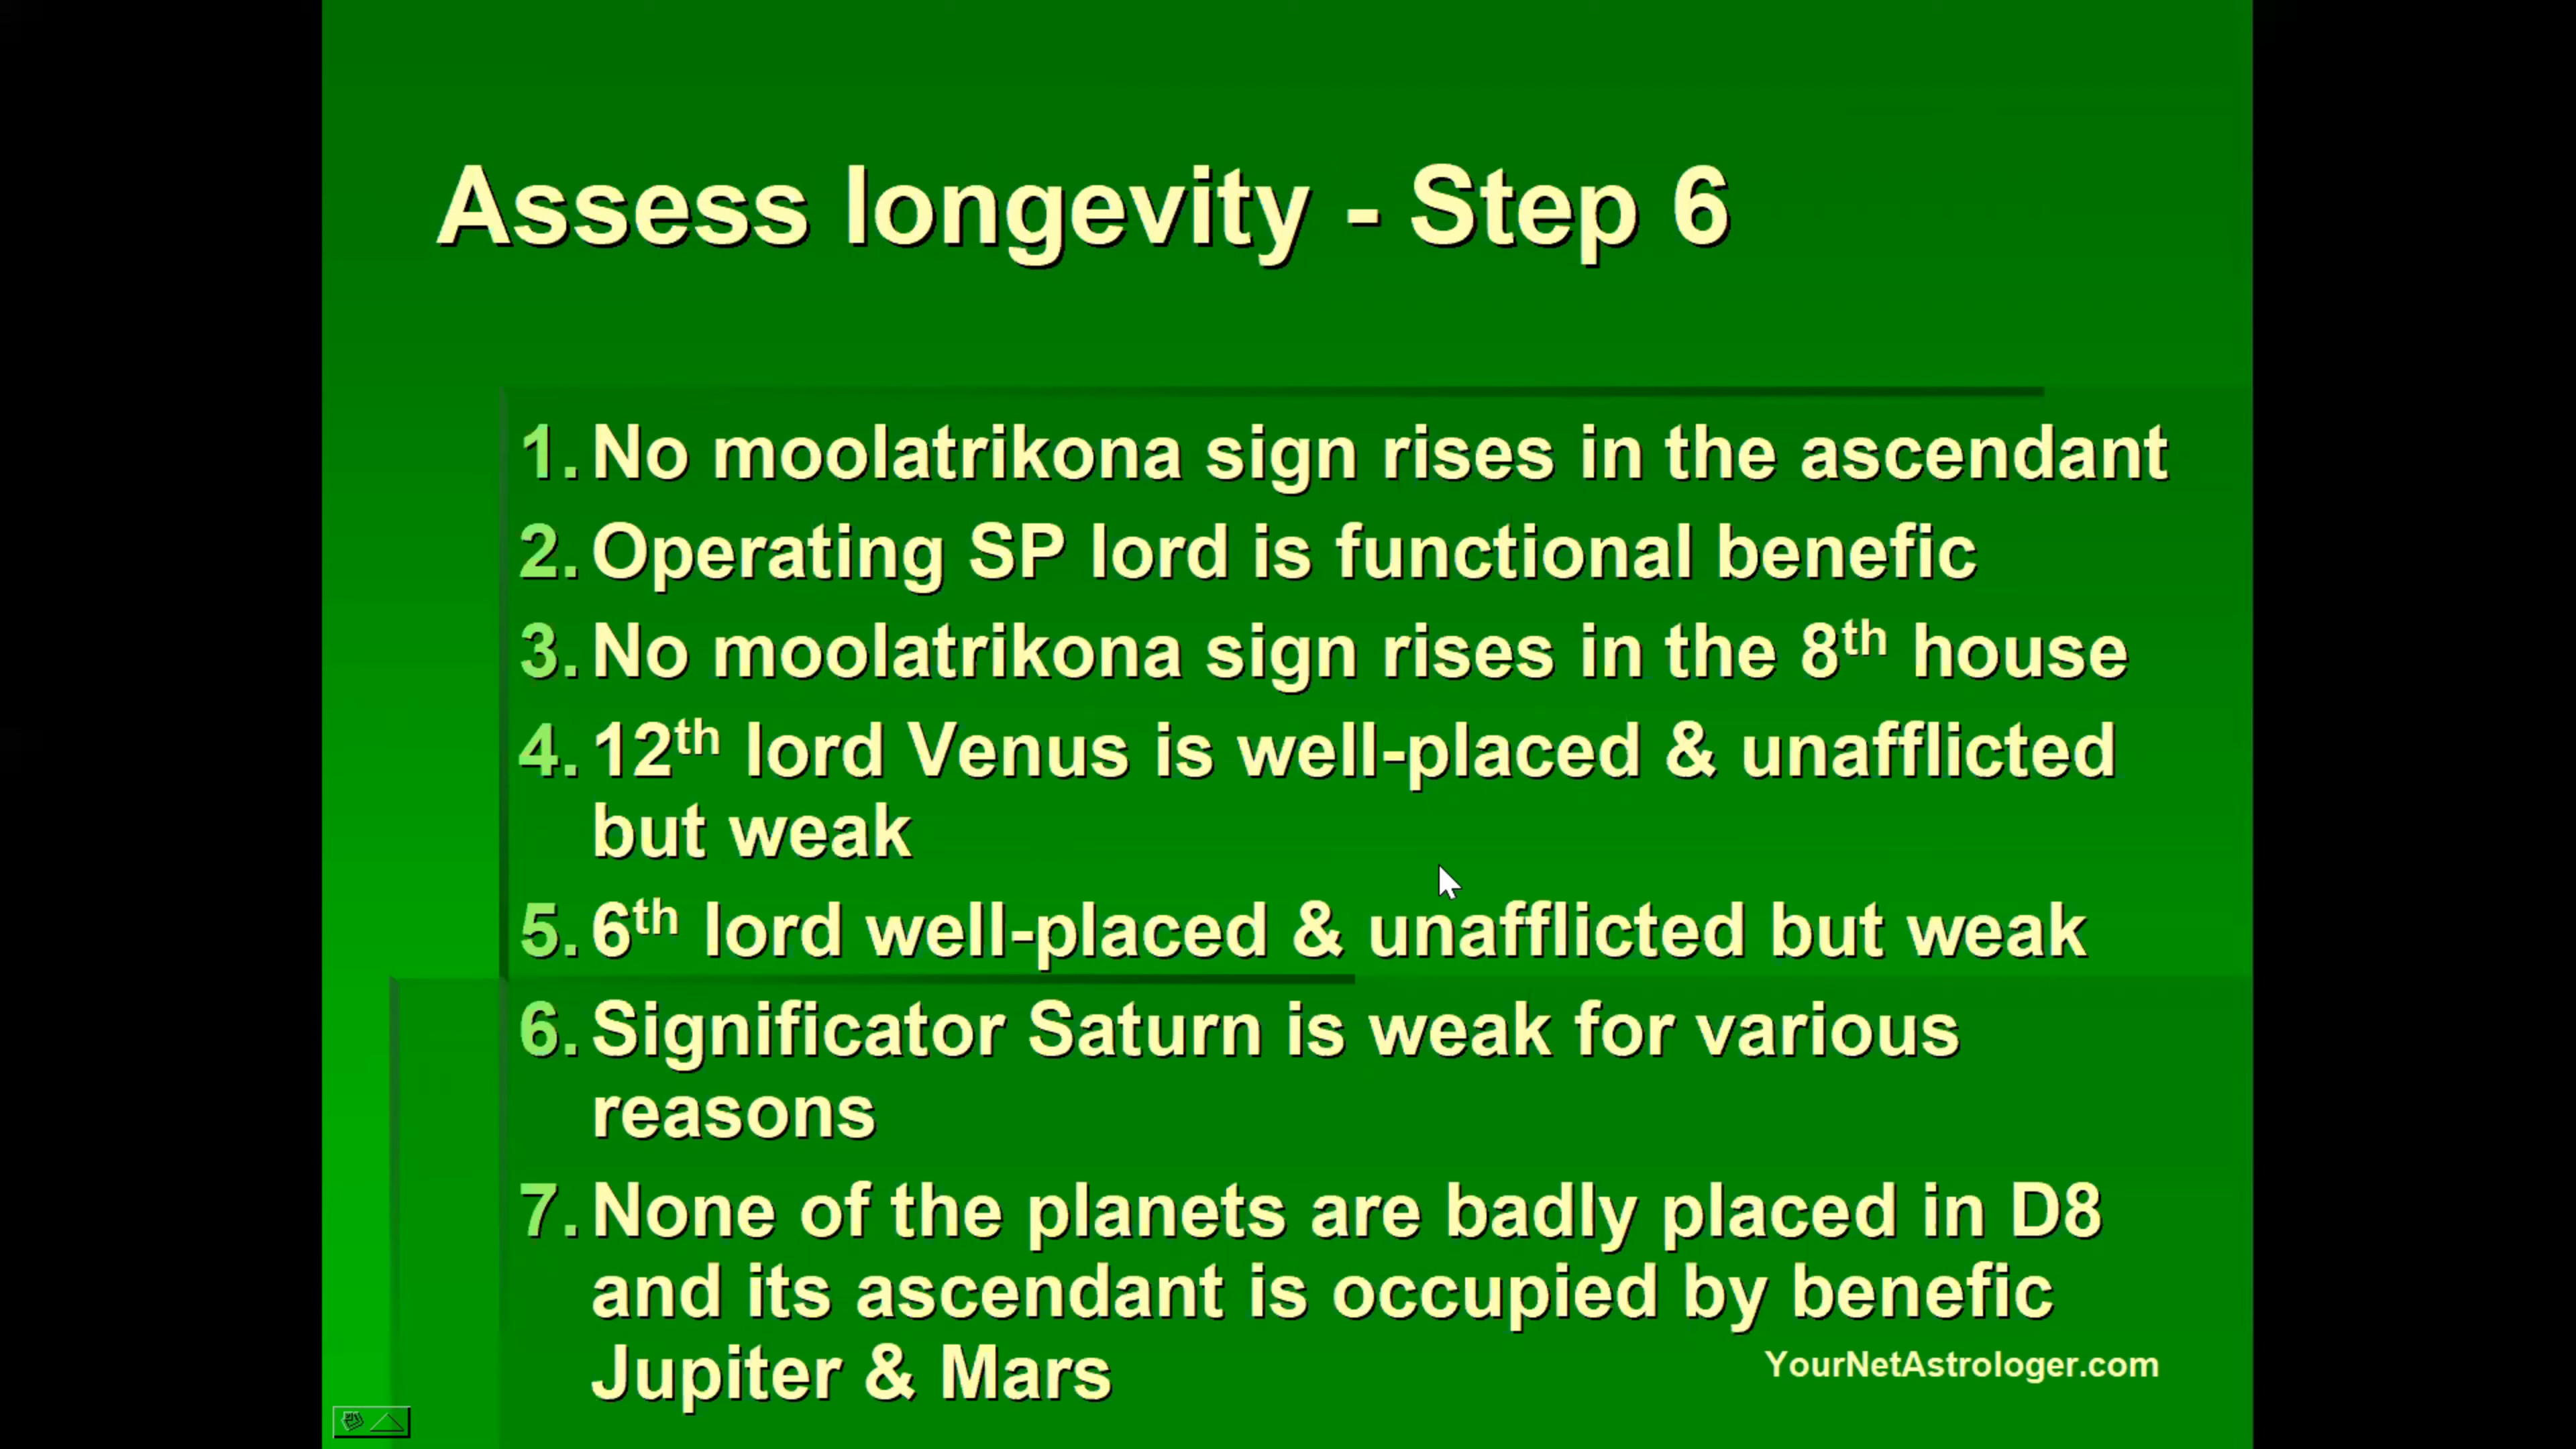 Assess longevity - Step 6
1. No moolatrikona sign rises in the ascendant
2. Operating SP lord is functional benefic
3. No moolatrikona sign rises in the 8th house
4. 12th lord Venus is well-placed & unafflicted
but weak
5. 6th lord well-placed & unafflicted but weak
6. Significator Saturn is weak for various
reasons
7. None of the planets are badly placed in D8
and its ascendant is occupied by benefic
Jupiter & Mars
YourNetAstrologer.com